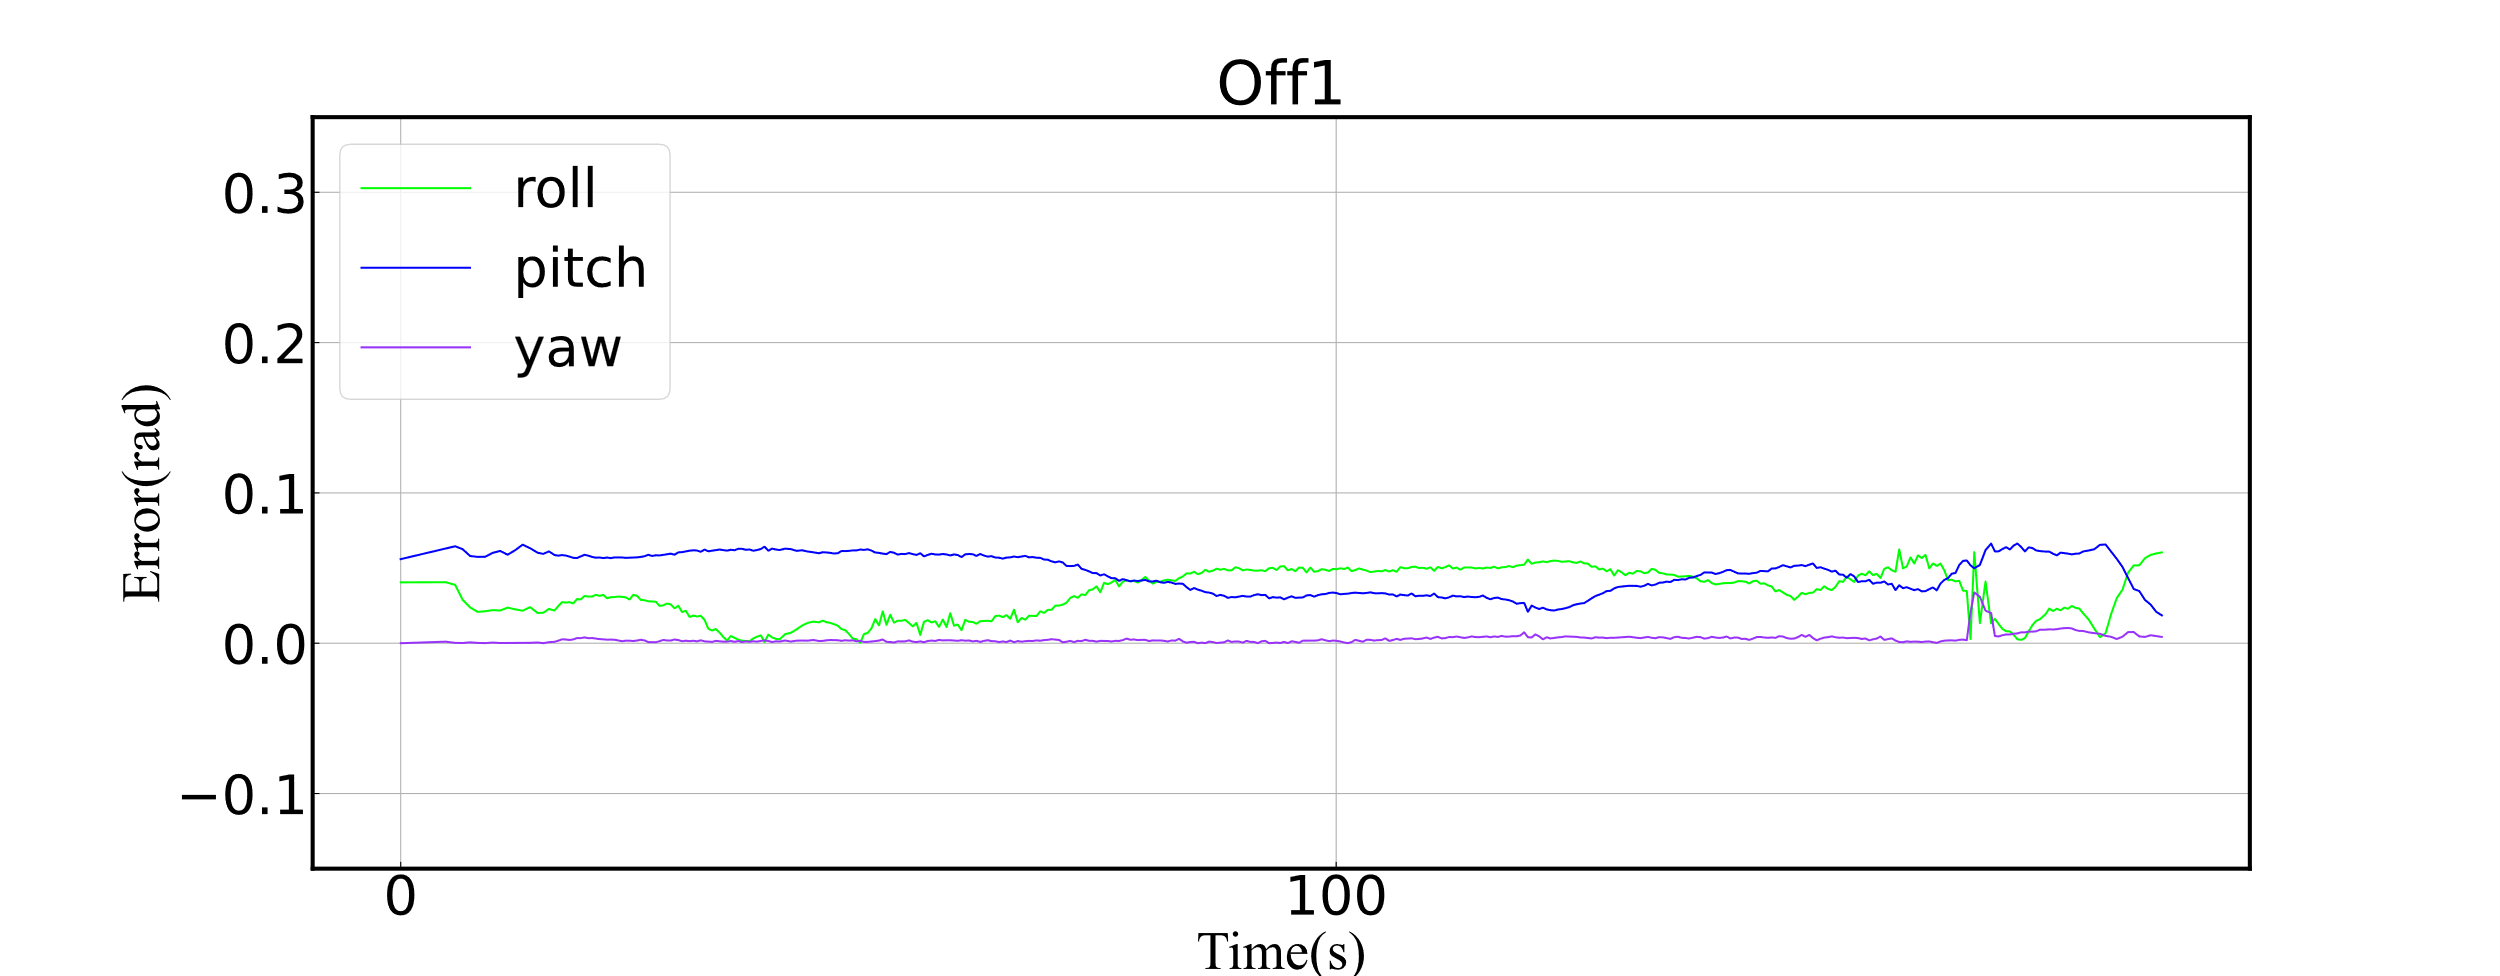 Off1
roll
pitch
yaw
0.3
0.2
0.1
0.0
−0.1
Error(rad)
0
100
Time(s)